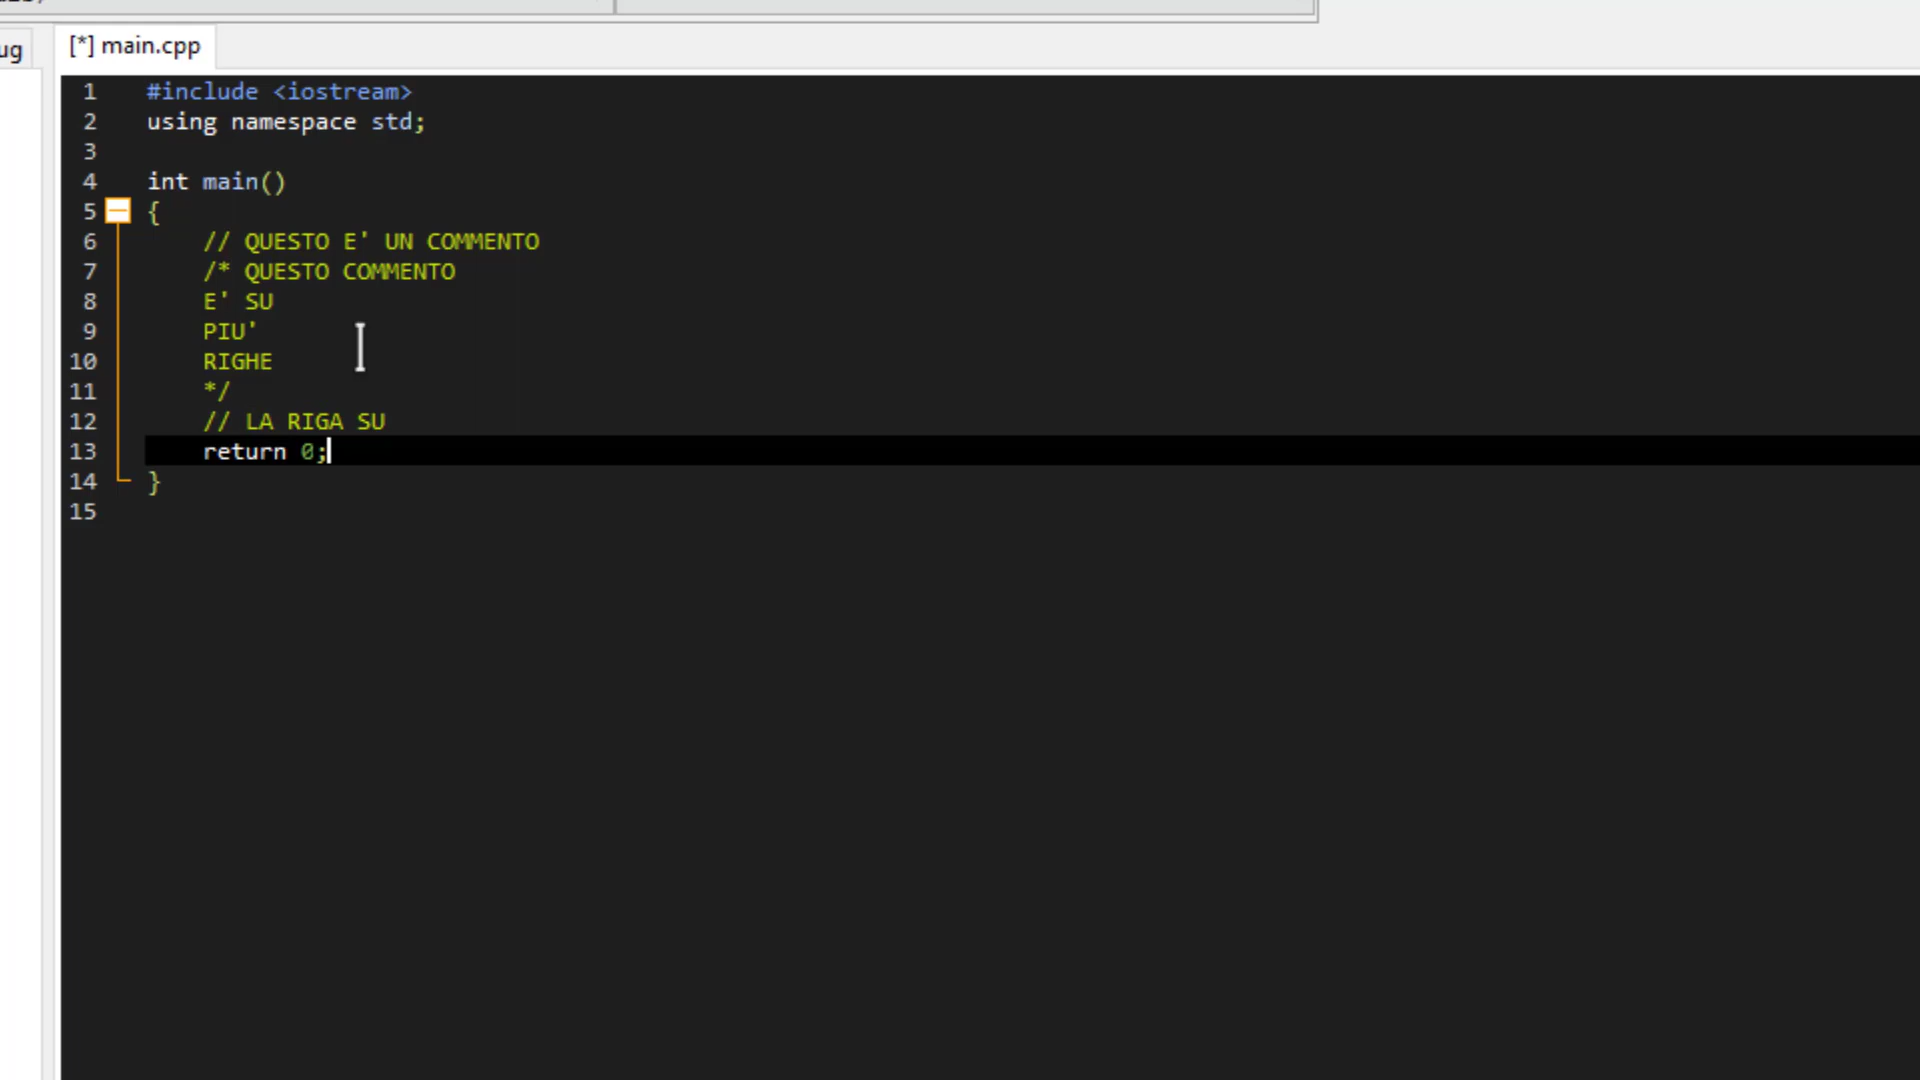 ug
[*] main.cpp
1 #include <iostream>
2 using namespace std;
3
4 int main()
5 {
6 // QUESTO E' UN COMMENTO
7 /* QUESTO COMMENTO
8 E' SU
9 PIU'
10 RIGHE
11 */
12 // LA RIGA SU
13 return 0;
14 }
15